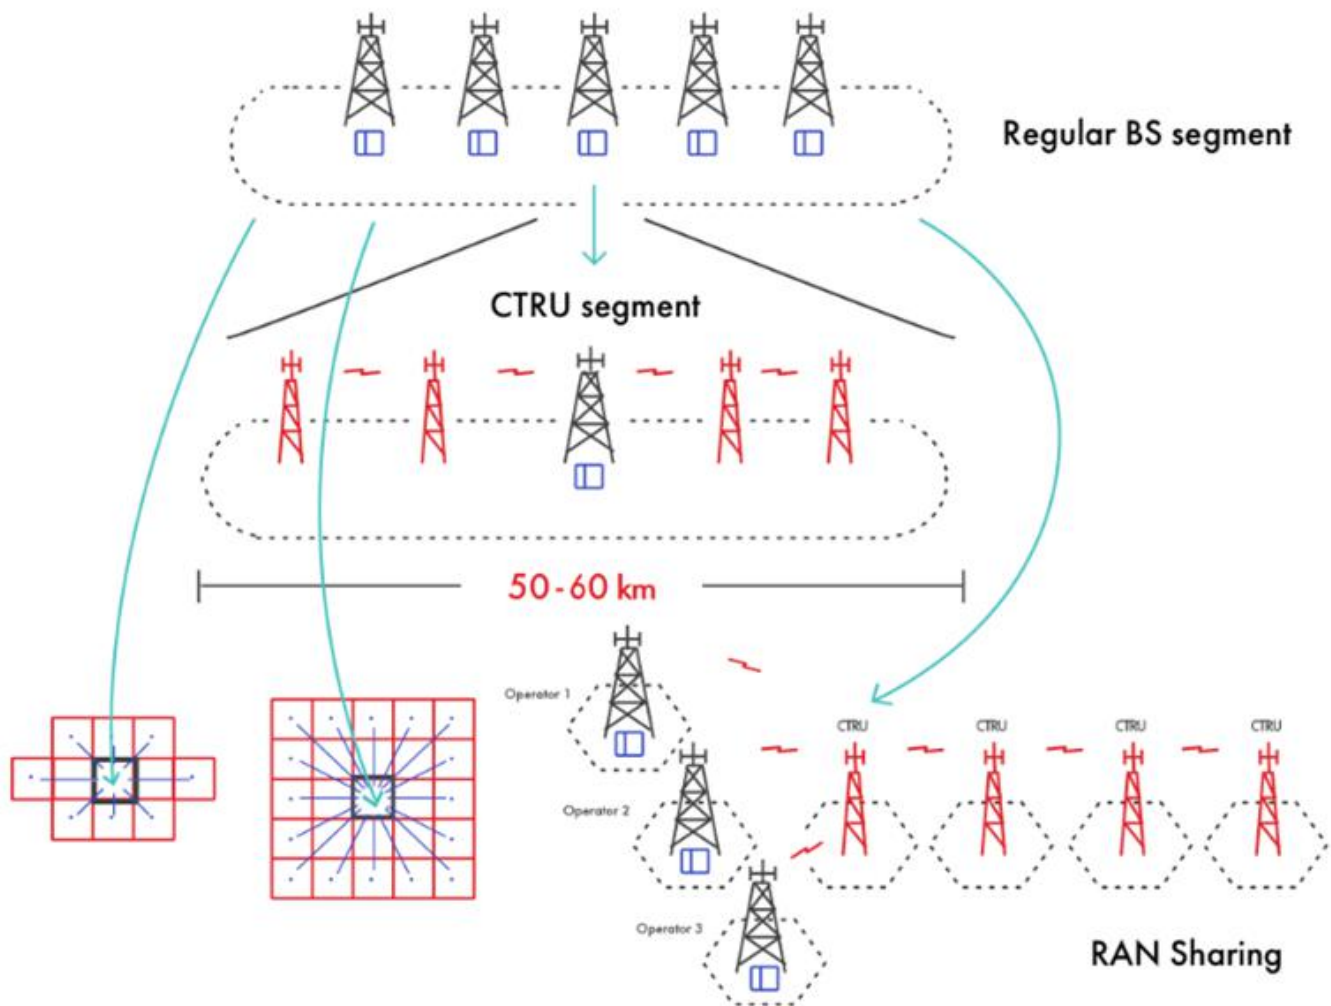 Regular BS segment
CTRU segment
50-60 km
Operator 1
CTRU
CTRU
CTRU
CTRU
Operator 2
Operator 3
RAN Sharing